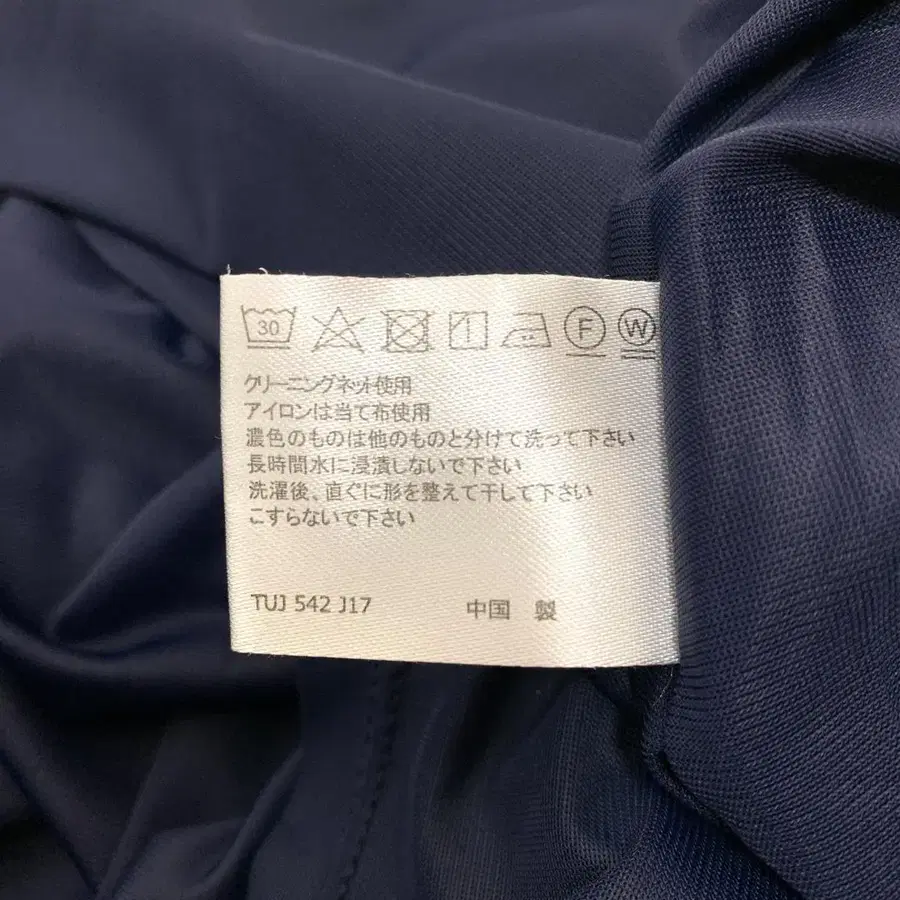 30 F W
クリーニングネット使用
アイロンは当て布使用
濃色のものは他のものと分けて洗って下さい
長時間水に浸漬しないで下さい
洗濯後、直ぐに形を整えて干して下さい
こすらないで下さい
TUJ 542 J17 中国 製